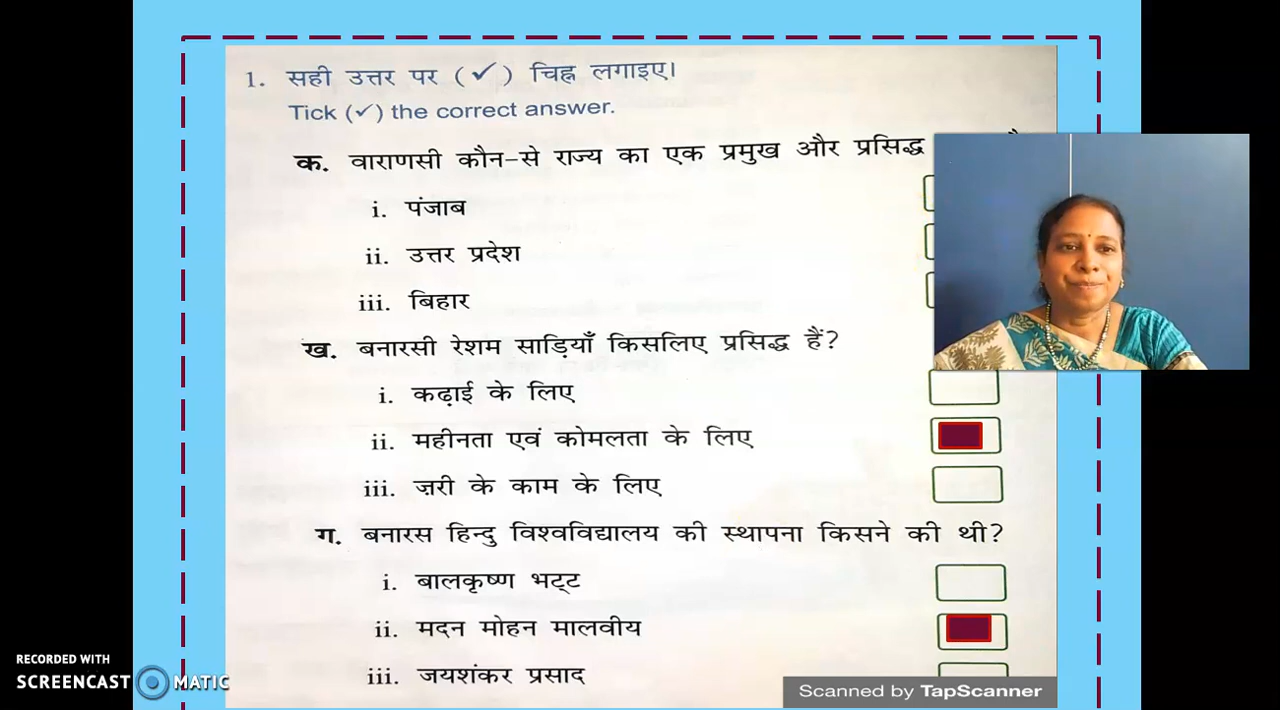 1. सही उत्तर पर (✓) चिह्न लगाइए।
Tick (✓) the correct answer.
क. वाराणसी कौन-से राज्य का एक प्रमुख और प्रसिद्ध
i. पंजाब
ii. उत्तर प्रदेश
iii. बिहार
ख. बनारसी रेशम साड़ियाँ किसलिए प्रसिद्ध हैं?
i. कढ़ाई के लिए
ii. महीनता एवं कोमलता के लिए
iii. ज़री के काम के लिए
ग. बनारस हिन्दु विश्वविद्यालय की स्थापना किसने की थी?
i. बालकृष्ण भट्ट
ii. मदन मोहन मालवीय
iii. जयशंकर प्रसाद
Scanned by TapScanner
RECORDED WITH
SCREENCAST MATIC